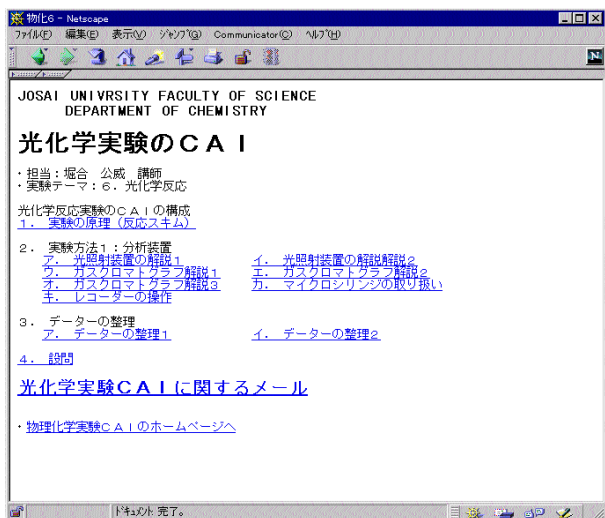 物化6 - Netscape
ファイル(F) 編集(E) 表示(V) ジャンプ(G) Communicator(C) ヘルプ(H)
JOSAI UNIVRSITY FACULTY OF SCIENCE
DEPARTMENT OF CHEMISTRY
光化学実験のCAI
・担当：堀合 公威 講師
・実験テーマ：6．光化学反応
光化学反応実験のCAIの構成
1． 実験の原理（反応スキム）
2． 実験方法1：分析装置
ア． 光照射装置の解説1 イ． 光照射装置の解説解説2
ウ． ガスクロマトグラフ解説1 エ． ガスクロマトグラフ解説2
オ． ガスクロマトグラフ解説3 カ． マイクロシリンジの取り扱い
キ． レコーダーの操作
3． データーの整理
ア． データーの整理1 イ． データーの整理2
4． 設問
光化学実験CAIに関するメール
・物理化学実験CAIのホームページへ
ドキュメント: 完了。